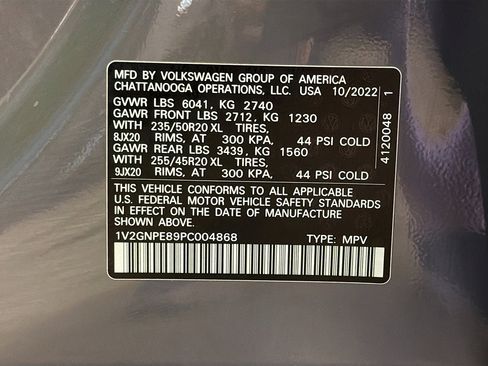 MFD BY VOLKSWAGEN GROUP OF AMERICA
CHATTANOOGA OPERATIONS, LLC. USA 10/2022
GVWR LBS 6041, KG 2740
GAWR FRONT LBS 2712, KG 1230
WITH 235/50R20 XL TIRES,
8JX20 RIMS, AT 300 KPA, 44 PSI COLD
GAWR REAR LBS 3439, KG 1560
WITH 255/45R20 XL TIRES,
9JX20 RIMS, AT 300 KPA, 44 PSI COLD
THIS VEHICLE CONFORMS TO ALL APPLICABLE
U.S. FEDERAL MOTOR VEHICLE SAFETY STANDARDS
IN EFFECT ON THE DATE OF MANUFACTURE
SHOWN ABOVE.
1V2GNPE89PC004868 TYPE: MPV
4120048 1